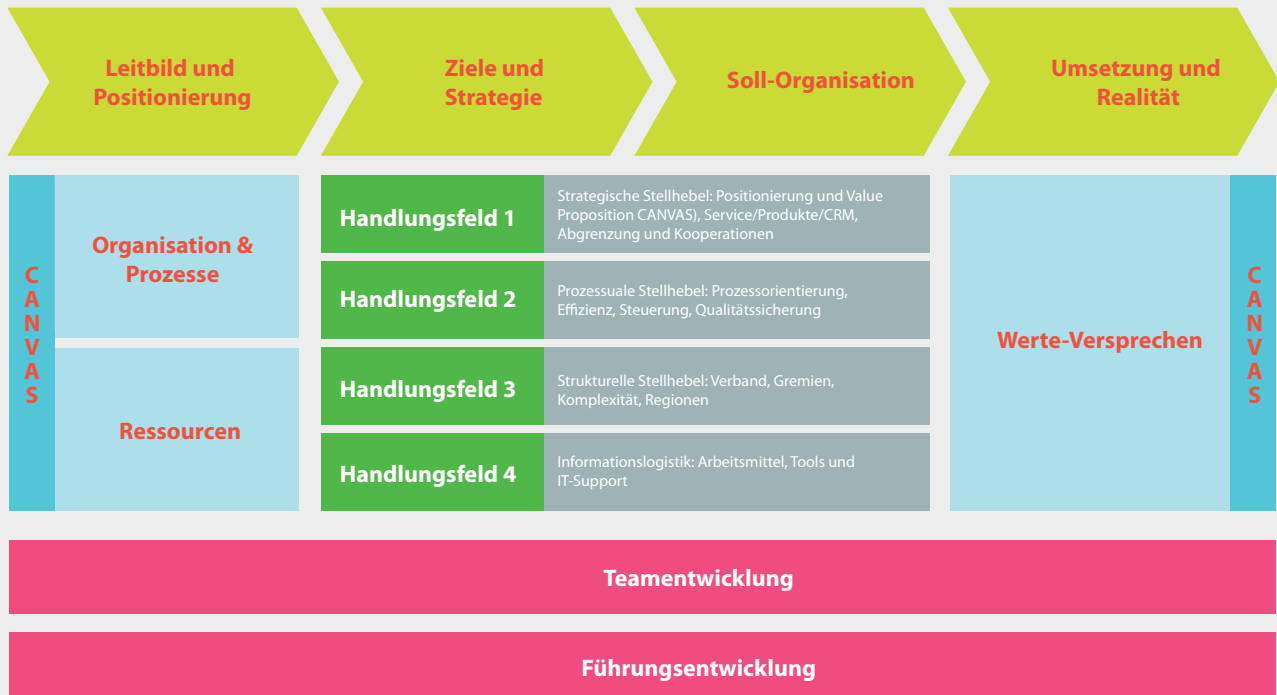 Leitbild und
Positionierung
Ziele und
Strategie
Soll-Organisation
Umsetzung und
Realität
CANVAS
Organisation &
Prozesse
Ressourcen
Handlungsfeld 1
Strategische Stellhebel: Positionierung und Value
Proposition CANVAS), Service/Produkte/CRM,
Abgrenzung und Kooperationen
Handlungsfeld 2
Prozessuale Stellhebel: Prozessorientierung,
Effizienz, Steuerung, Qualitätssicherung
Handlungsfeld 3
Strukturelle Stellhebel: Verband, Gremien,
Komplexität, Regionen
Handlungsfeld 4
Informationslogistik: Arbeitsmittel, Tools und
IT-Support
Werte-Versprechen
CANVAS
Teamentwicklung
Führungsentwicklung